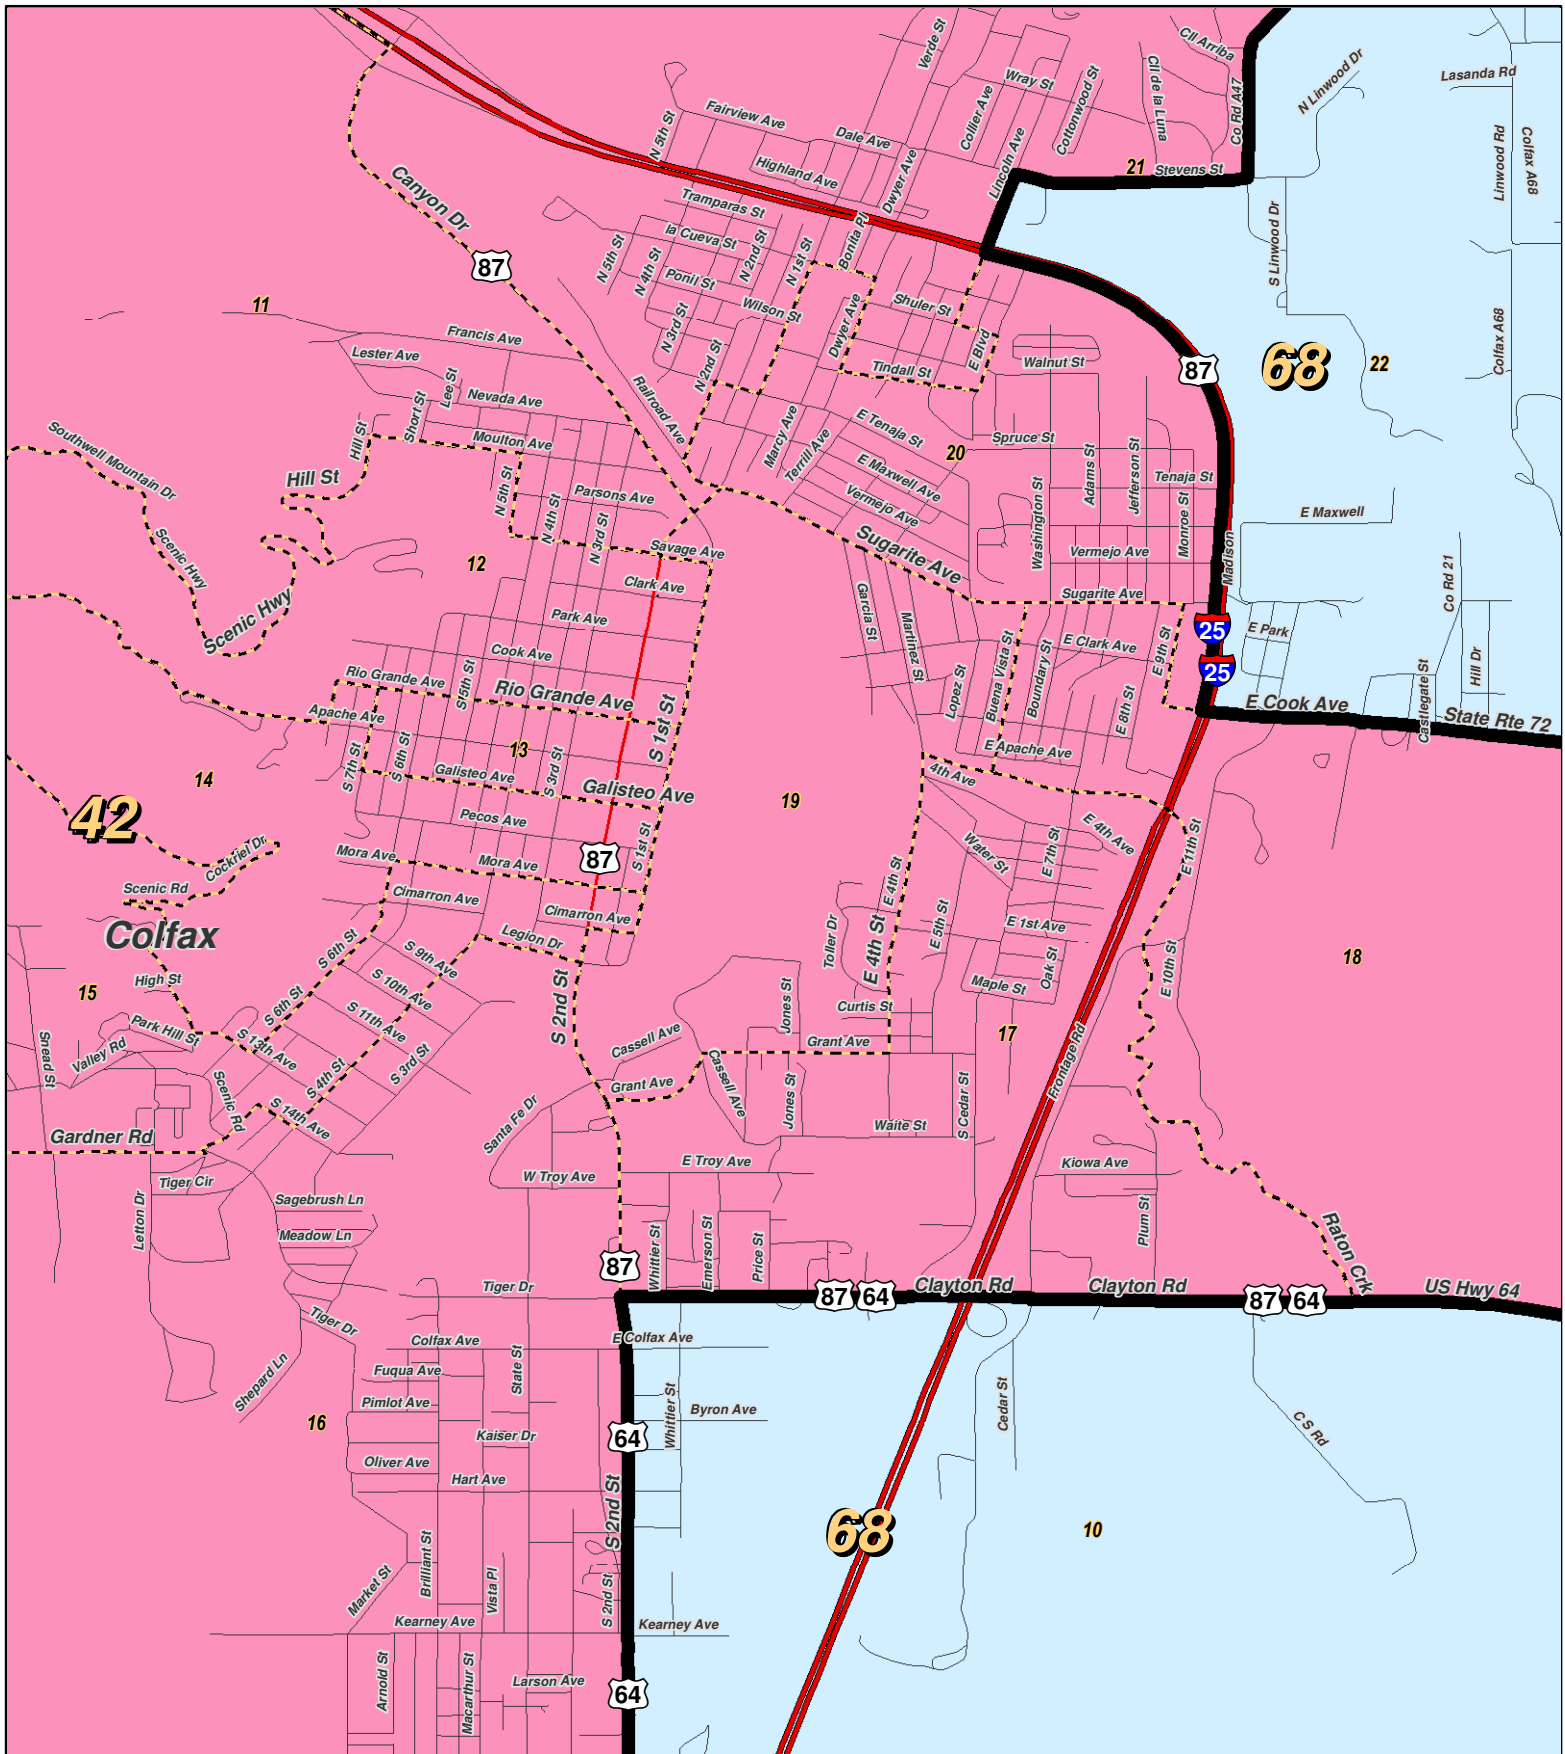 Verde St
Cll Arriba
Wray St
Cll de la Luna
Cottonwood St
Collier Ave
Co Rd A47
N Linwood Dr
Lasanda Rd
Linwood Rd
Colfax A68
N 5th St
Fairview Ave
Dale Ave
Highland Ave
Dwyer Ave
Lincoln Ave
21
Stevens St
Canyon Dr
Tramparas St
la Cueva St
N 5th St
N 4th St
N 2nd St
N 1st St
Bonita Pl
S Linwood Dr
87
Ponil St
Wilson St
Shuler St
N 3rd St
Dwyer Ave
E Blvd
11
Francis Ave
Lester Ave
N 2nd St
Tindall St
Walnut St
87
68
22
Colfax A68
Lee St
Nevada Ave
Short St
Railroad Ave
Marcy Ave
Terrill Ave
E Tenaja St
20
Spruce St
Hill St
Moulton Ave
Southwell Mountain Dr
Hill St
N 5th St
Parsons Ave
N 4th St
N 3rd St
E Maxwell Ave
Vermejo Ave
Adams St
Jefferson St
Tenaja St
Washington St
Monroe St
E Maxwell
Scenic Hwy
Savage Ave
Sugarite Ave
Vermejo Ave
Madison
12
Clark Ave
Co Rd 21
Scenic Hwy
Park Ave
Garcia St
Martinez St
Sugarite Ave
25
E Park
Cook Ave
E Clark Ave
E 9th St
Hill Dr
25
Rio Grande Ave
S 5th St
Rio Grande Ave
S 1st St
Lopez St
Buena Vista St
Boundary St
E 8th St
E Cook Ave
Castlegate St
State Rte 72
Apache Ave
13
S 7th St
S 6th St
S 3rd St
E Apache Ave
14
Galisteo Ave
Galisteo Ave
19
4th Ave
42
Pecos Ave
S 1st St
E 4th Ave
Water St
E 7th St
E 11th St
Cockriel Dr
Mora Ave
Mora Ave
87
Scenic Rd
Cimarron Ave
Cimarron Ave
E 4th St
Colfax
Legion Dr
Toller Dr
E 4th St
E 5th St
E 1st Ave
18
S 6th St
S 9th Ave
High St
S 10th Ave
Oak St
E 10th St
15
S 6th St
S 11th Ave
S 2nd St
Jones St
Curtis St
Maple St
Park Hill St
S 13th Ave
Cassell Ave
Grant Ave
17
Snead St
Valley Rd
S 4th St
S 3rd St
Grant Ave
Cassell Ave
Frontage Rd
Scenic Rd
S 14th Ave
Santa Fe Dr
Jones St
Waite St
S Cedar St
Gardner Rd
E Troy Ave
Kiowa Ave
W Troy Ave
Tiger Cir
Sagebrush Ln
Letton Dr
Meadow Ln
Whittier St
Emerson St
Price St
Plum St
Raton Crk
87
Tiger Dr
87
64
Clayton Rd
Clayton Rd
87
64
US Hwy 64
Tiger Dr
Colfax Ave
E Colfax Ave
Shepard Ln
Fuqua Ave
State St
Pimlot Ave
Whittier St
Byron Ave
Cedar St
16
Kaiser Dr
64
C S Rd
Oliver Ave
Hart Ave
S 2nd St
68
10
Brilliant St
Market St
Vista Pl
S 2nd St
Kearney Ave
Kearney Ave
Arnold St
Macarthur St
Larson Ave
64